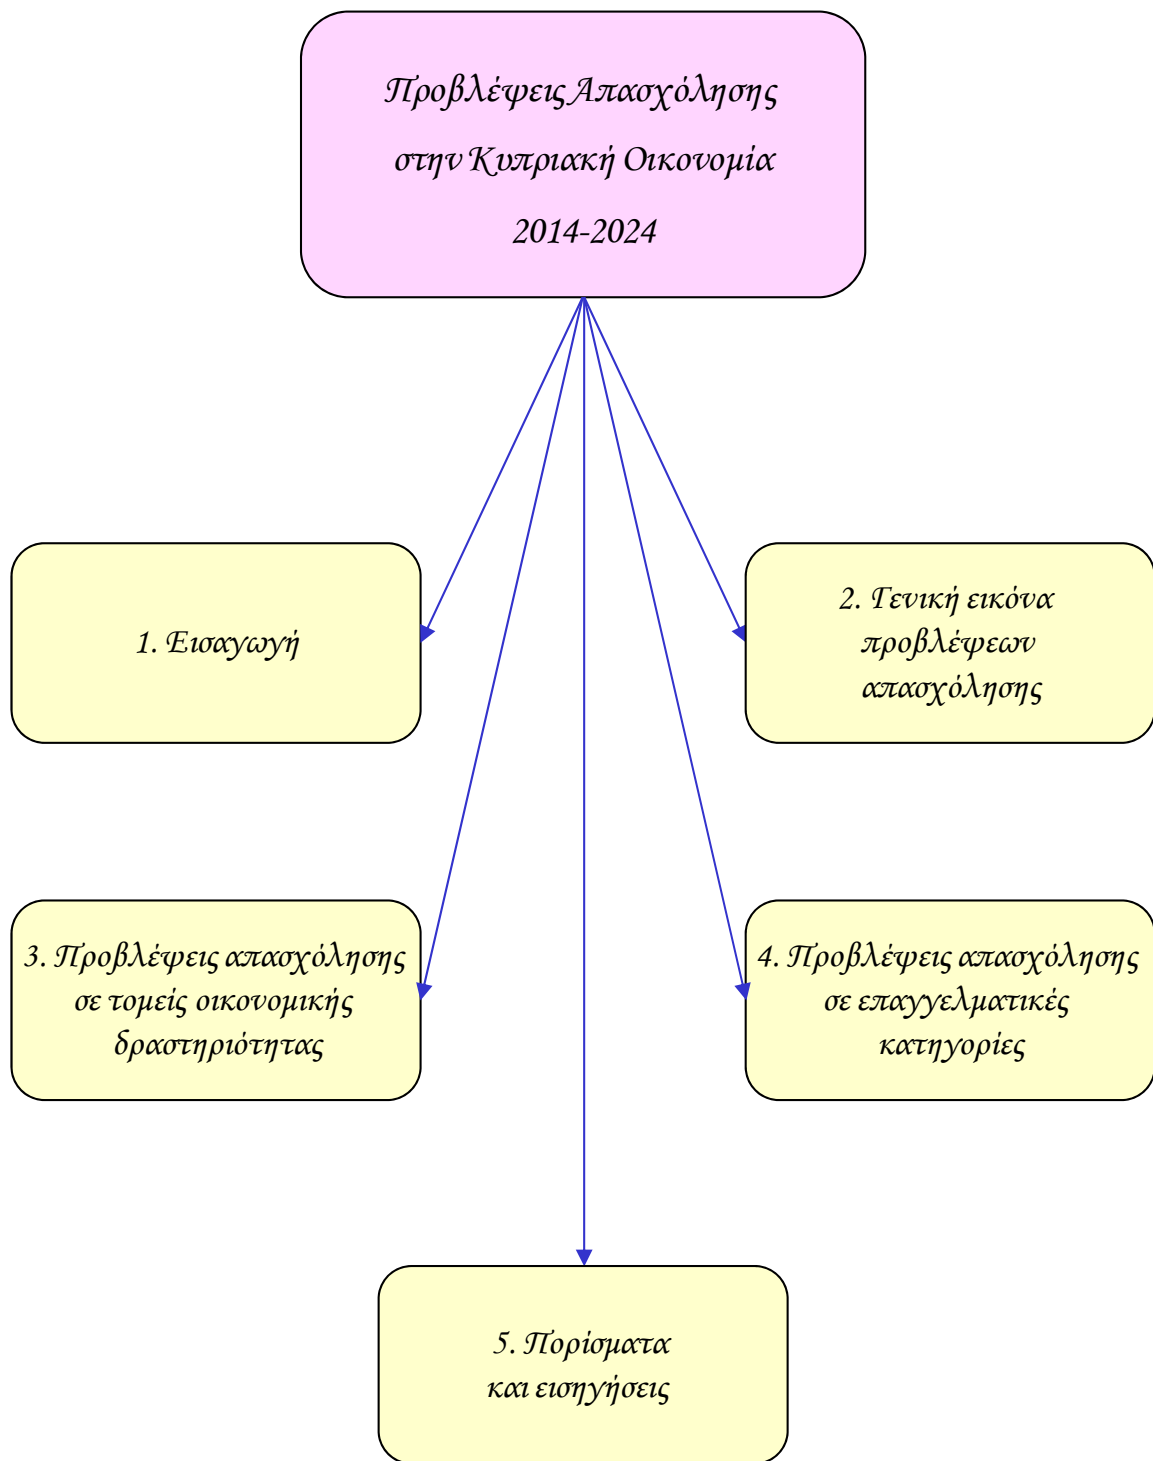 Προβλέψεις Απασχόλησης
στην Κυπριακή Οικονομία
2014-2024
1. Εισαγωγή
2. Γενική εικόνα
προβλέψεων
απασχόλησης
3. Προβλέψεις απασχόλησης
σε τομείς οικονομικής
δραστηριότητας
4. Προβλέψεις απασχόλησης
σε επαγγελματικές
κατηγορίες
5. Πορίσματα
και εισηγήσεις